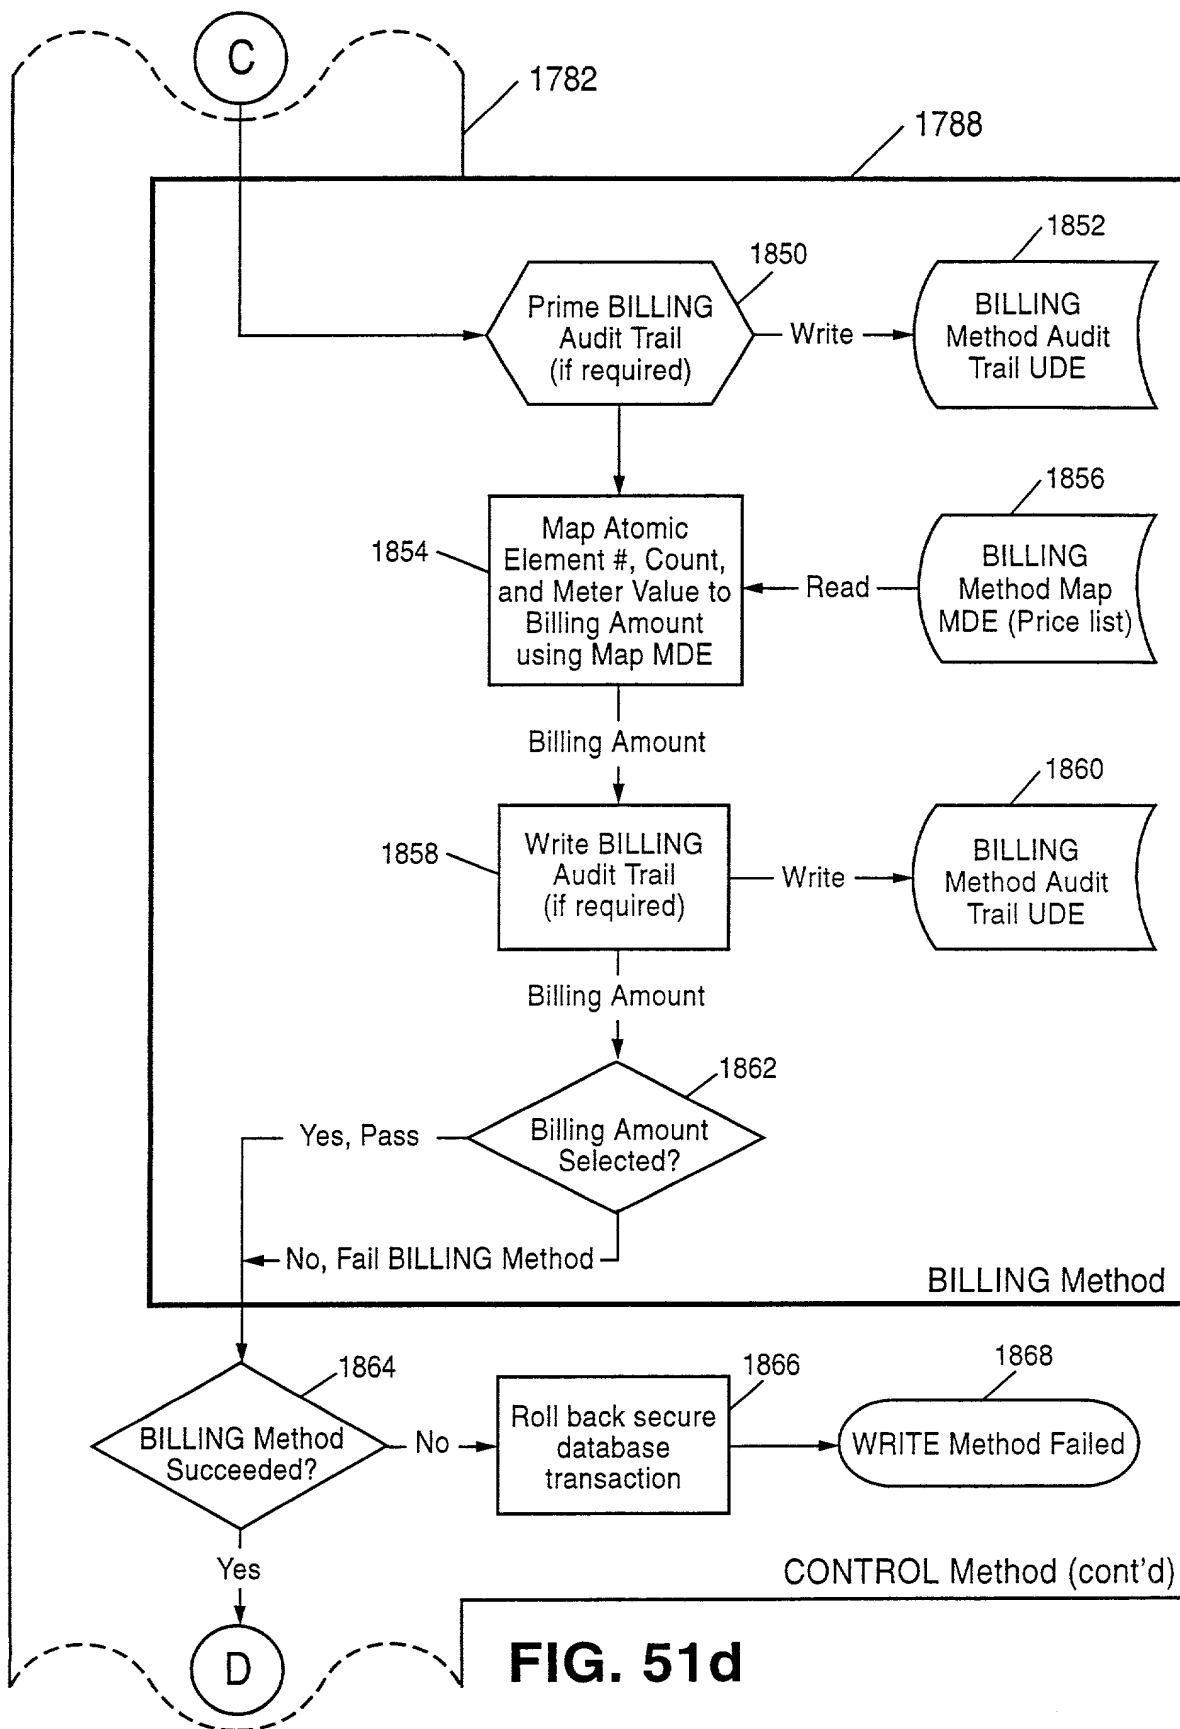 C
1782
1788
1850
1852
Prime BILLING
Audit Trail
(if required)
Write
BILLING
Method Audit
Trail UDE
1854
Map Atomic
Element #, Count,
and Meter Value to
Billing Amount
using Map MDE
Read
1856
BILLING
Method Map
MDE (Price list)
Billing Amount
1858
Write BILLING
Audit Trail
(if required)
Write
1860
BILLING
Method Audit
Trail UDE
Billing Amount
1862
Billing Amount
Selected?
Yes, Pass
No, Fail BILLING Method
BILLING Method
1864
BILLING Method
Succeeded?
No
1866
Roll back secure
database
transaction
1868
WRITE Method Failed
Yes
CONTROL Method (cont'd)
D
FIG. 51d